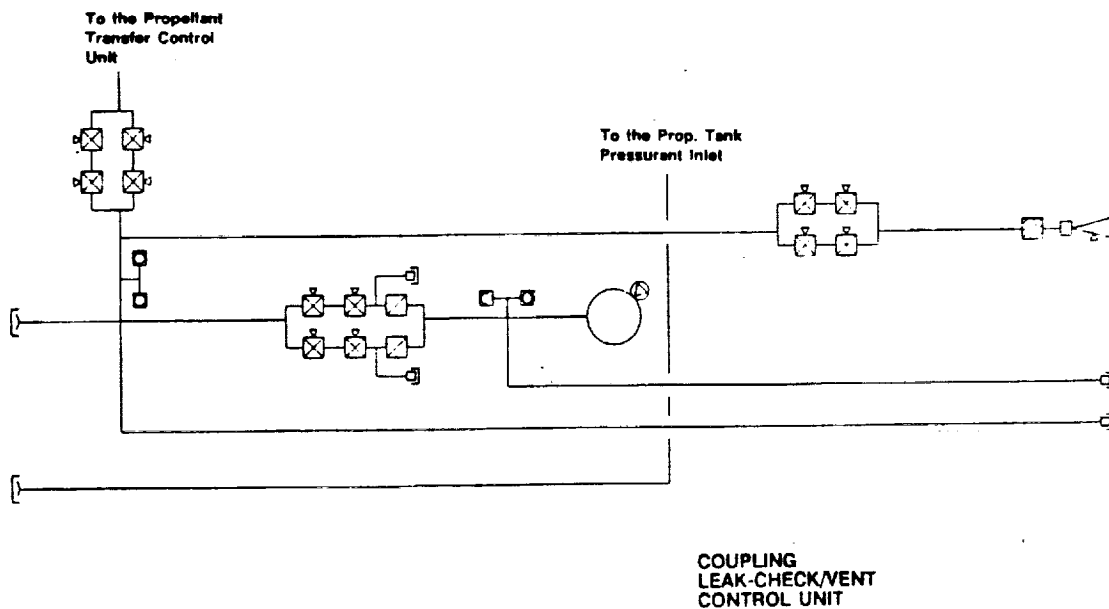 To the Propellant
Transfer Control
Unit
To the Prop. Tank
Pressurant Inlet
COUPLING
LEAK-CHECK/VENT
CONTROL UNIT